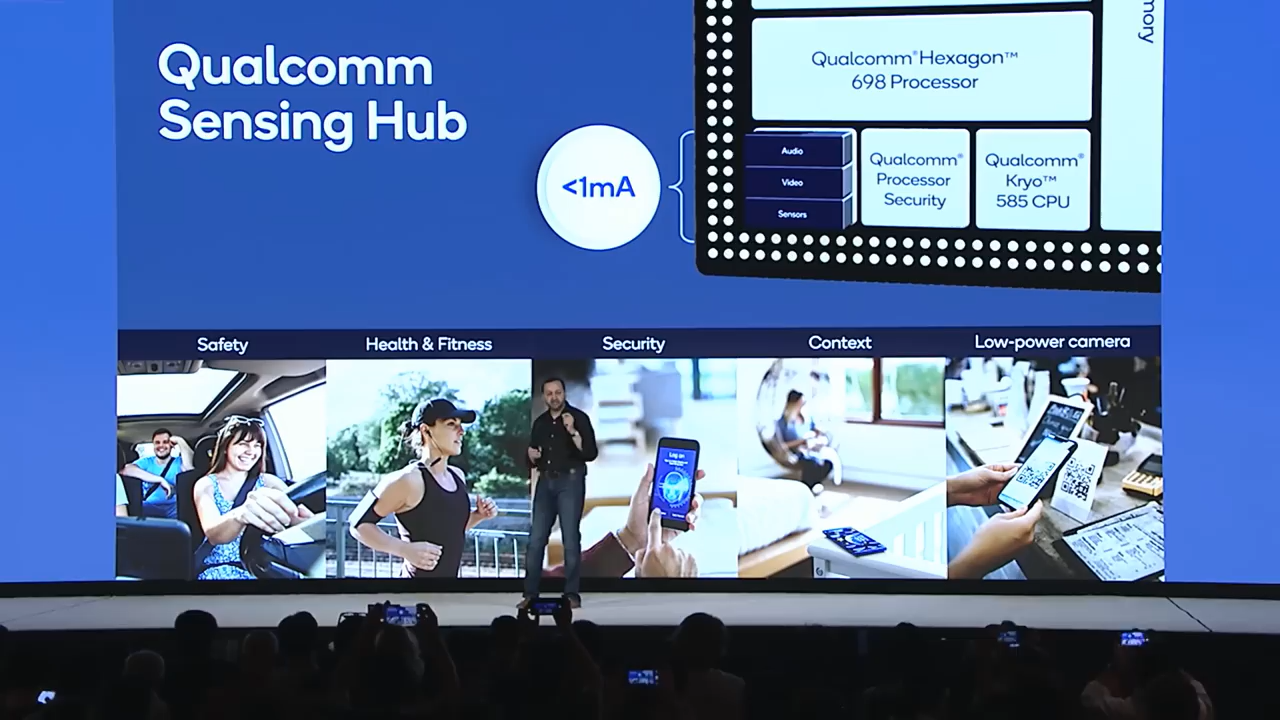 Qualcomm
Sensing Hub
<1mA
mory
Qualcomm® Hexagon™
698 Processor
Audio
Video
Sensors
Qualcomm®
Processor
Security
Qualcomm®
Kryo™
585 CPU
Safety
Health & Fitness
Security
Context
Low-power camera
Log on